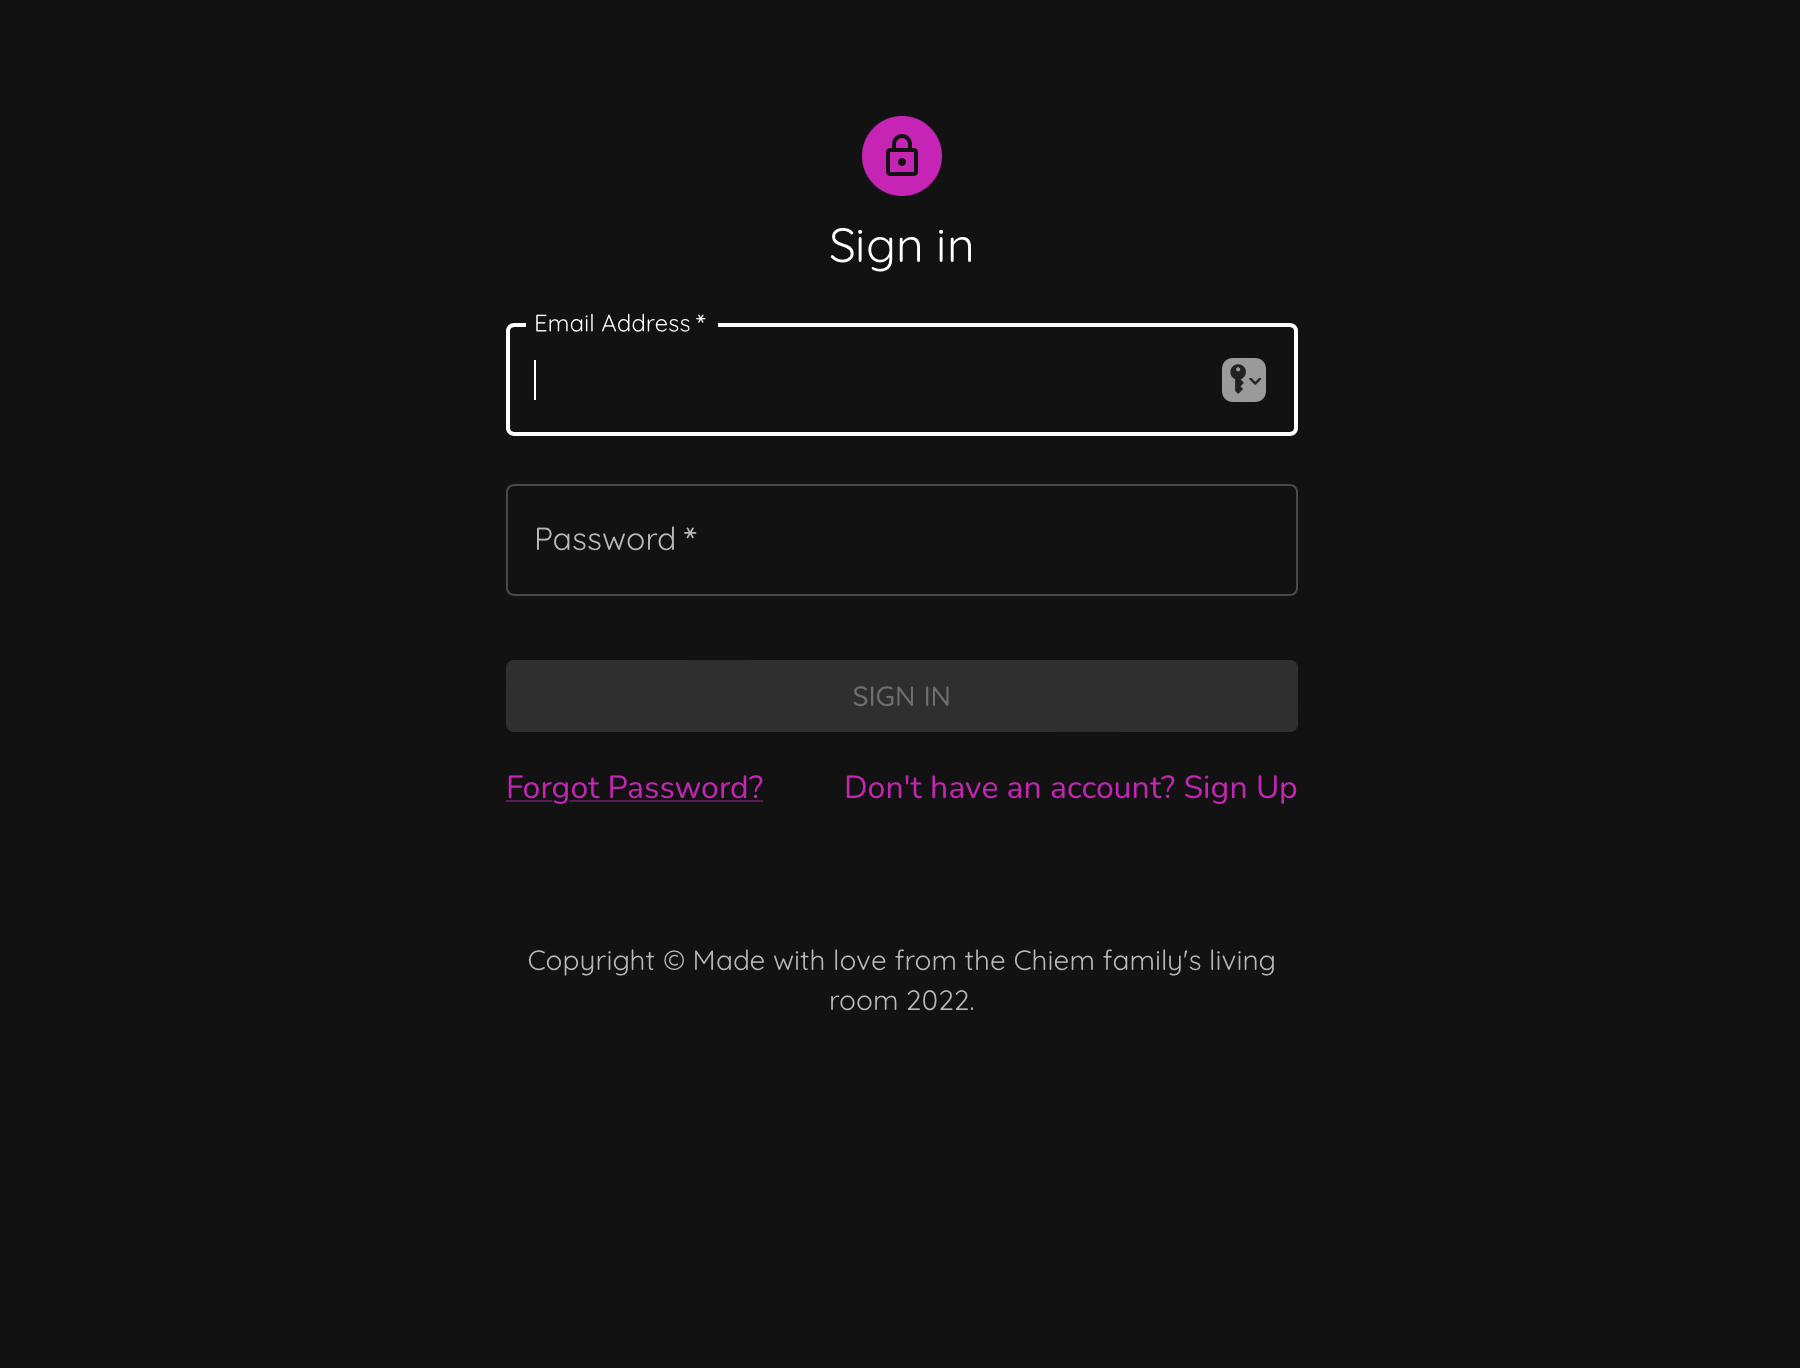 Sign in
Email Address *
Password *
SIGN IN
Forgot Password?
Don't have an account? Sign Up
Copyright © Made with love from the Chiem family's living
room 2022.